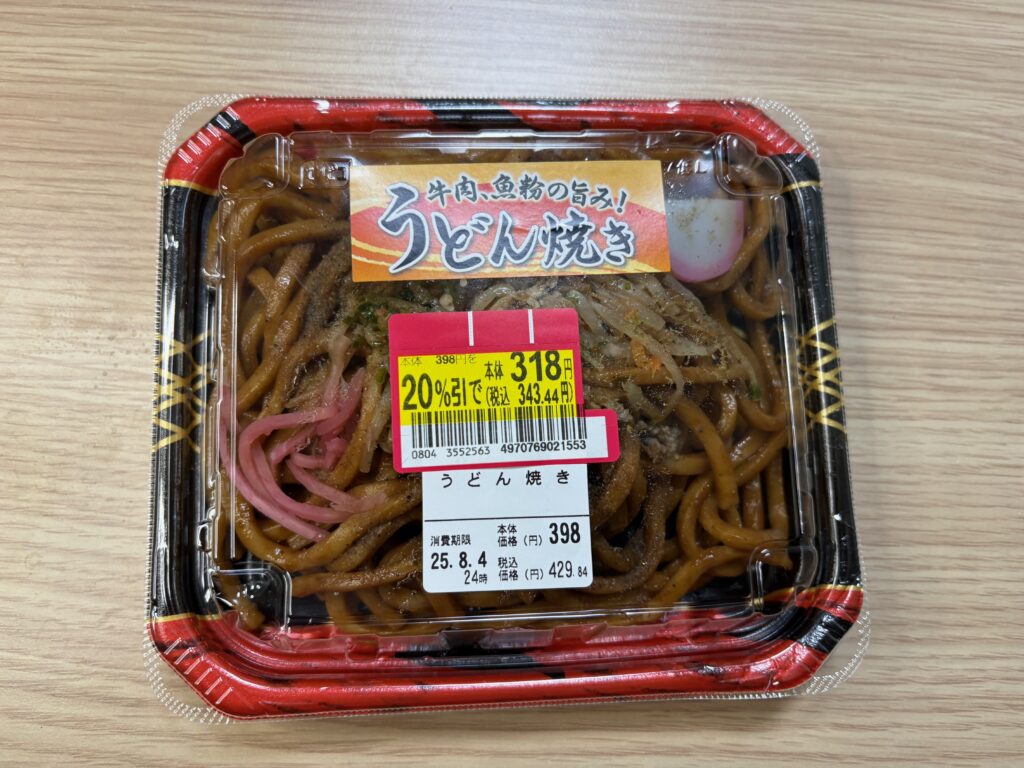 牛肉、魚粉の旨み!
うどん焼き
本体 398円を
20%引で
本体 318円
(税込 343.44円)
0804 3552563 4970769021553
うどん焼き
消費期限
25.8.4
24時
本体価格(円) 398
税込価格(円) 429.84